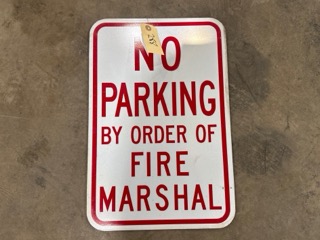 NO
PARKING
BY ORDER OF
FIRE
MARSHAL